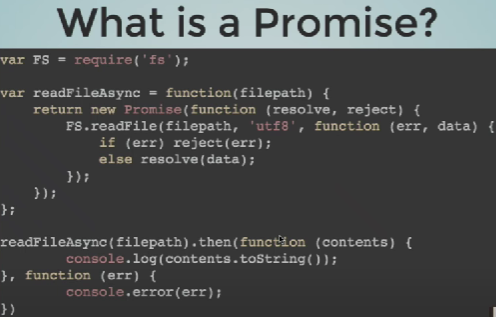 What is a Promise?
var FS = require('fs');
var readFileAsync = function(filepath) {
    return new Promise(function (resolve, reject) {
        FS.readFile(filepath, 'utf8', function (err, data) {
            if (err) reject(err);
            else resolve(data);
        });
    });
};
readFileAsync(filepath).then(function (contents) {
        console.log(contents.toString());
}, function (err) {
        console.error(err);
})